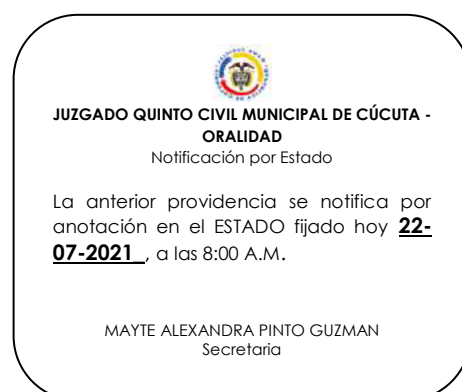 JUZGADO QUINTO CIVIL MUNICIPAL DE CÚCUTA -
ORALIDAD
Notificación por Estado
La anterior providencia se notifica por
anotación en el ESTADO fijado hoy 22-
07-2021_, a las 8:00 A.M.
MAYTE ALEXANDRA PINTO GUZMAN
Secretaria